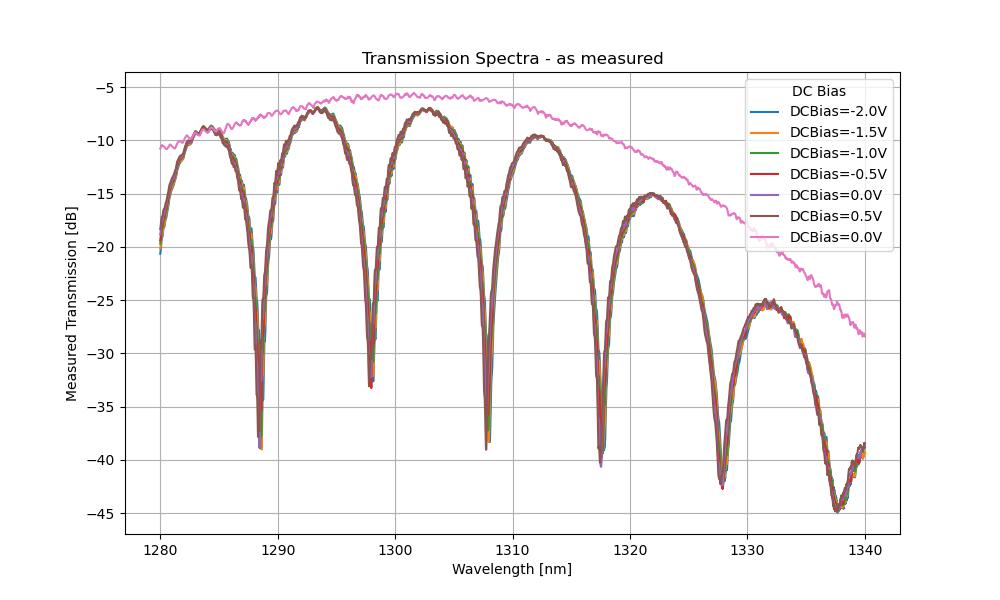 Transmission Spectra - as measured
Measured Transmission [dB]
−5
−10
−15
−20
−25
−30
−35
−40
−45
DC Bias
DCBias=-2.0V
DCBias=-1.5V
DCBias=-1.0V
DCBias=-0.5V
DCBias=0.0V
DCBias=0.5V
DCBias=0.0V
1280
1290
1300
1310
1320
1330
1340
Wavelength [nm]